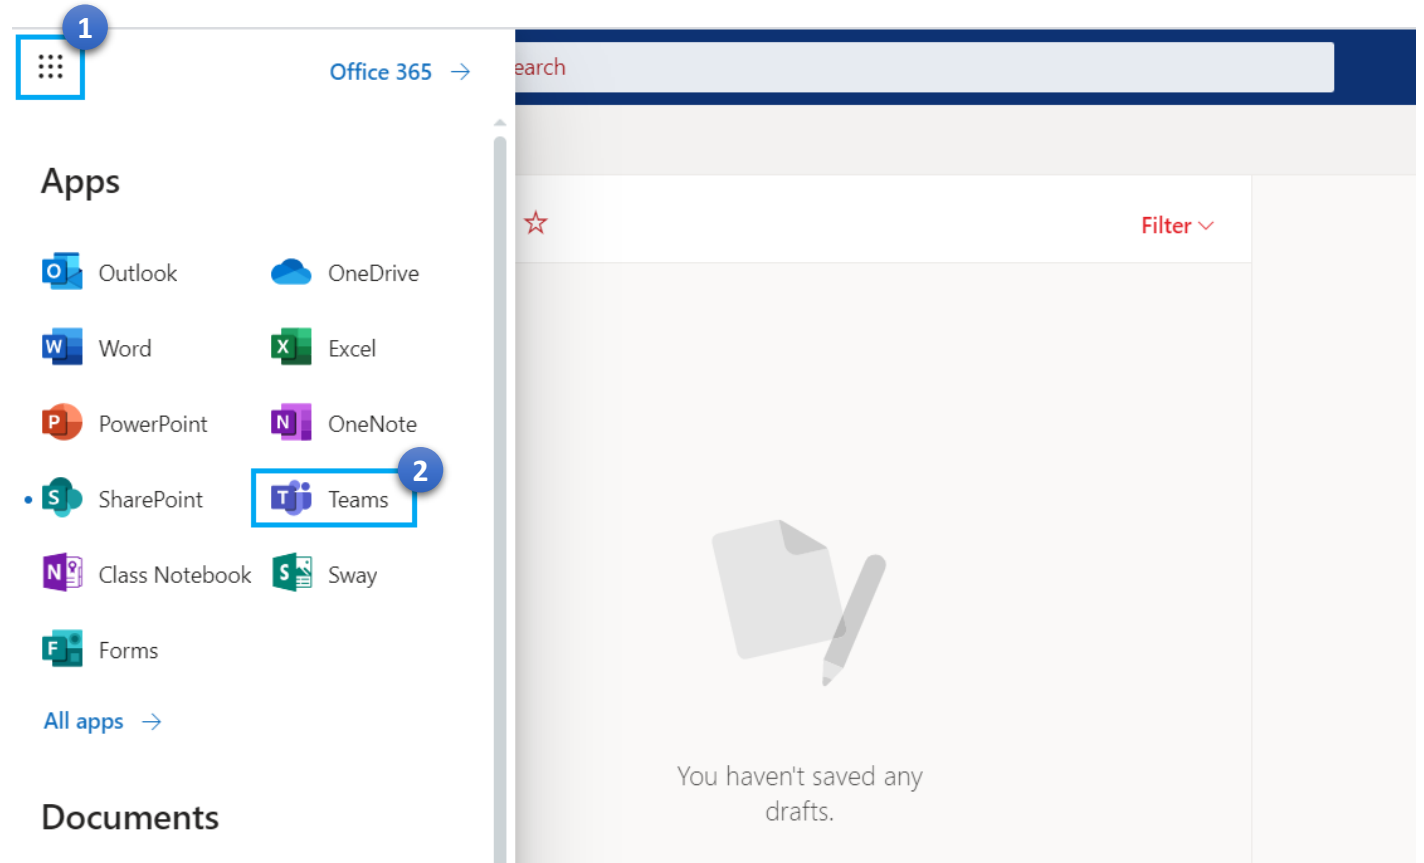 1
Office 365
earch
Apps
Filter
Outlook
OneDrive
Word
Excel
PowerPoint
OneNote
2
SharePoint
Teams
Class Notebook
Sway
Forms
All apps
You haven't saved any
drafts.
Documents